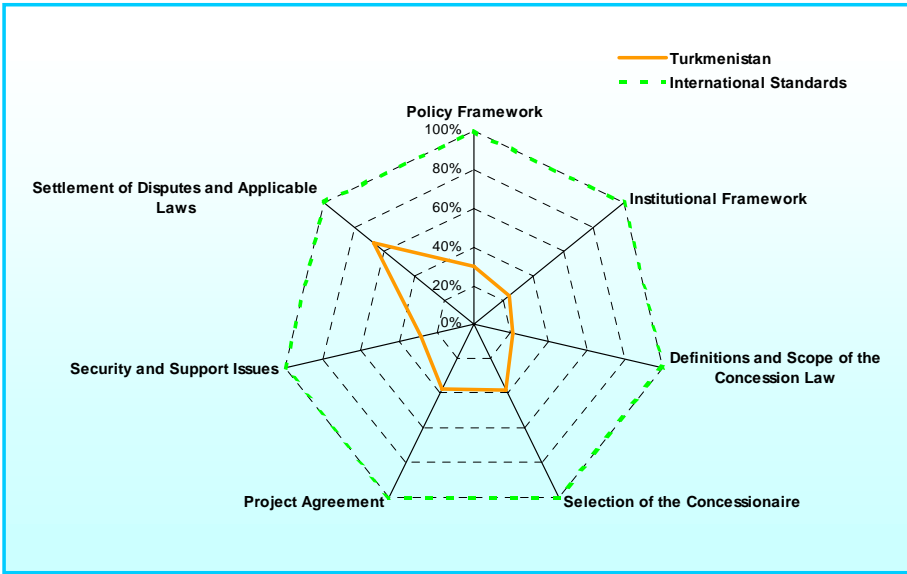 Turkmenistan
International Standards
Policy Framework
100%
80%
60%
40%
20%
0%
Institutional Framework
Definitions and Scope of the
Concession Law
Selection of the Concessionaire
Project Agreement
Security and Support Issues
Settlement of Disputes and Applicable
Laws